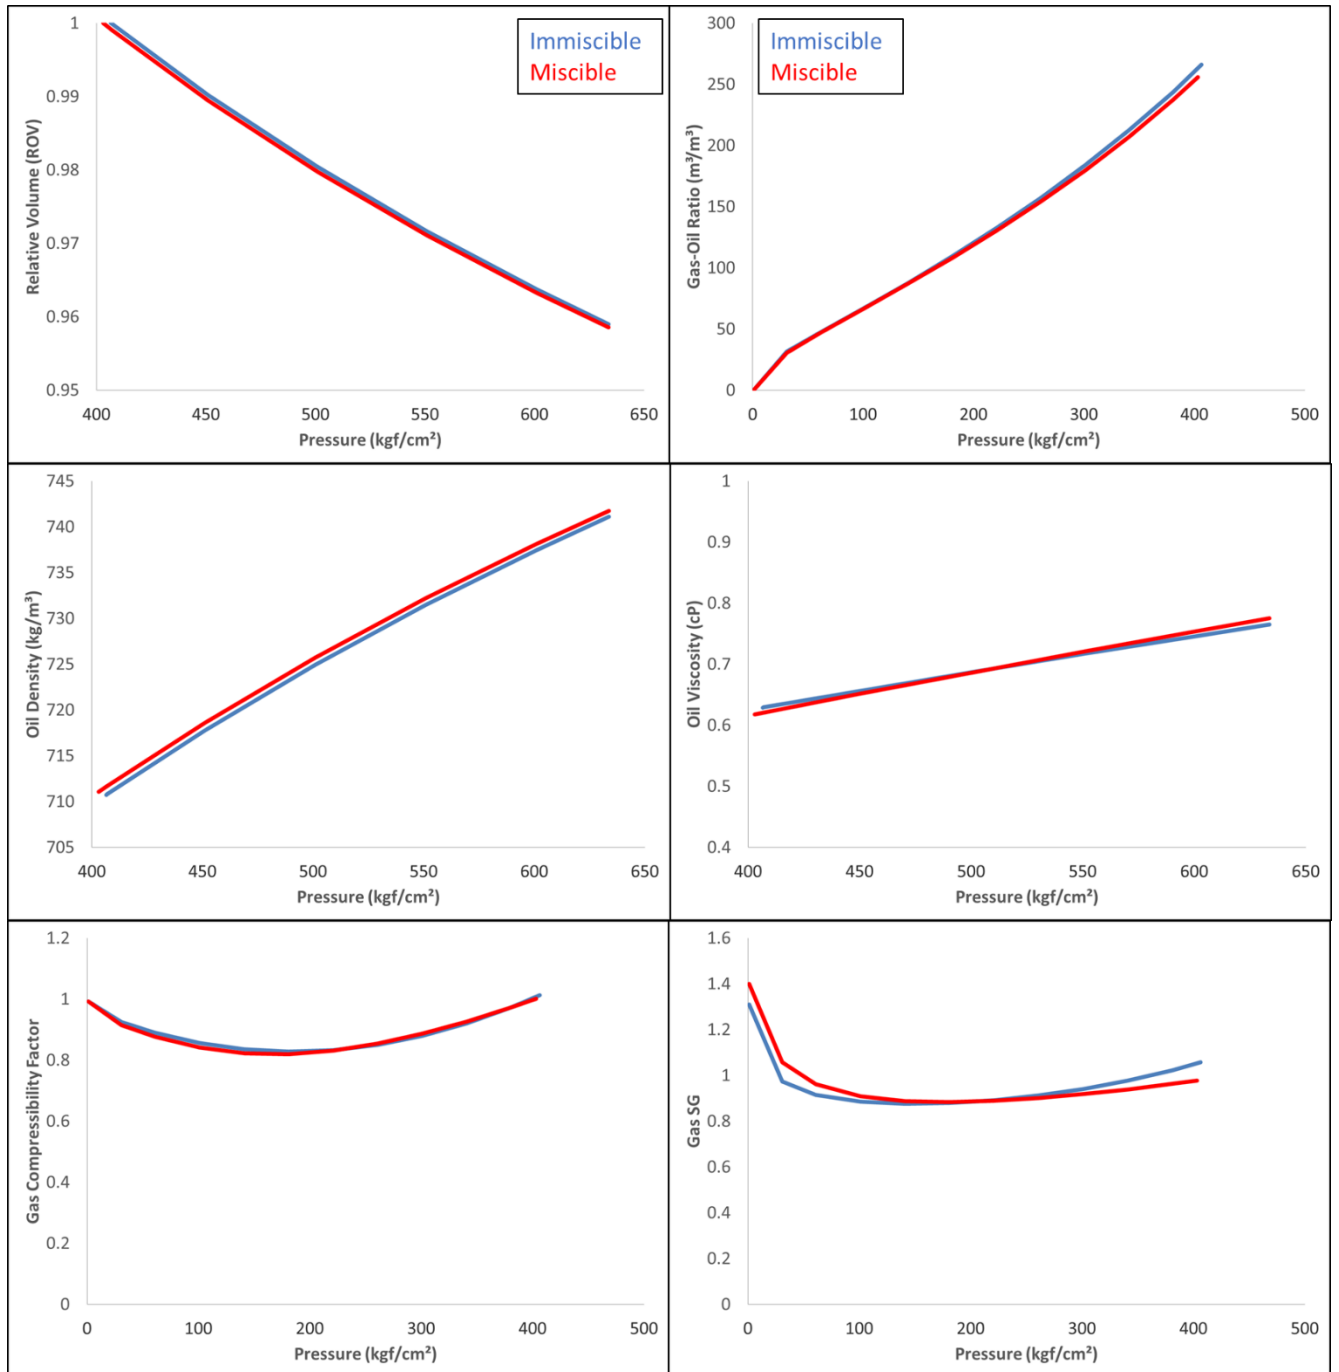 Immiscible
Miscible
Relative Volume (ROV)
1
0.99
0.98
0.97
0.96
0.95
400 450 500 550 600 650
Pressure (kgf/cm²)
Immiscible
Miscible
Gas-Oil Ratio (m³/m³)
300
250
200
150
100
50
0
0 100 200 300 400 500
Pressure (kgf/cm²)
Oil Density (kg/m³)
745
740
735
730
725
720
715
710
705
400 450 500 550 600 650
Pressure (kgf/cm²)
Oil Viscosity (cP)
1
0.9
0.8
0.7
0.6
0.5
0.4
400 450 500 550 600 650
Pressure (kgf/cm²)
Gas Compressibility Factor
1.2
1
0.8
0.6
0.4
0.2
0
0 100 200 300 400 500
Pressure (kgf/cm²)
Gas SG
1.6
1.4
1.2
1
0.8
0.6
0.4
0.2
0
0 100 200 300 400 500
Pressure (kgf/cm²)